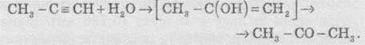 CH₃ – C ≡ CH + H₂O → [CH₃ – C(OH) = CH₂] →
→ CH₃ – CO – CH₃.